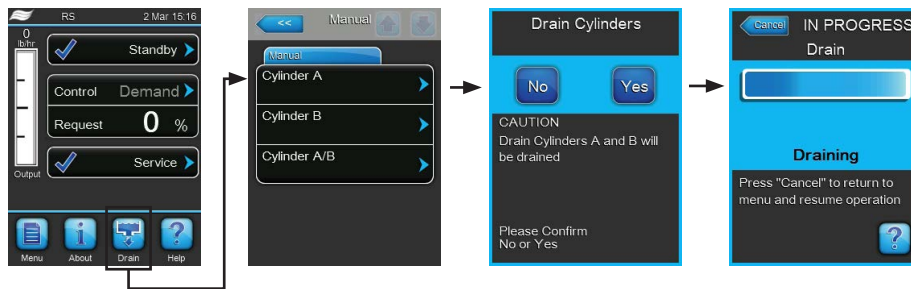 RS 2 Mar 15:16
0
lb/hr
Standby
Control Demand
Request 0 %
Service
Output
Menu About Drain Help
<< Manual
Manual
Cylinder A
Cylinder B
Cylinder A/B
Drain Cylinders
No Yes
CAUTION
Drain Cylinders A and B will
be drained
Please Confirm
No or Yes
Cancel IN PROGRESS
Drain
Draining
Press "Cancel" to return to
menu and resume operation
?